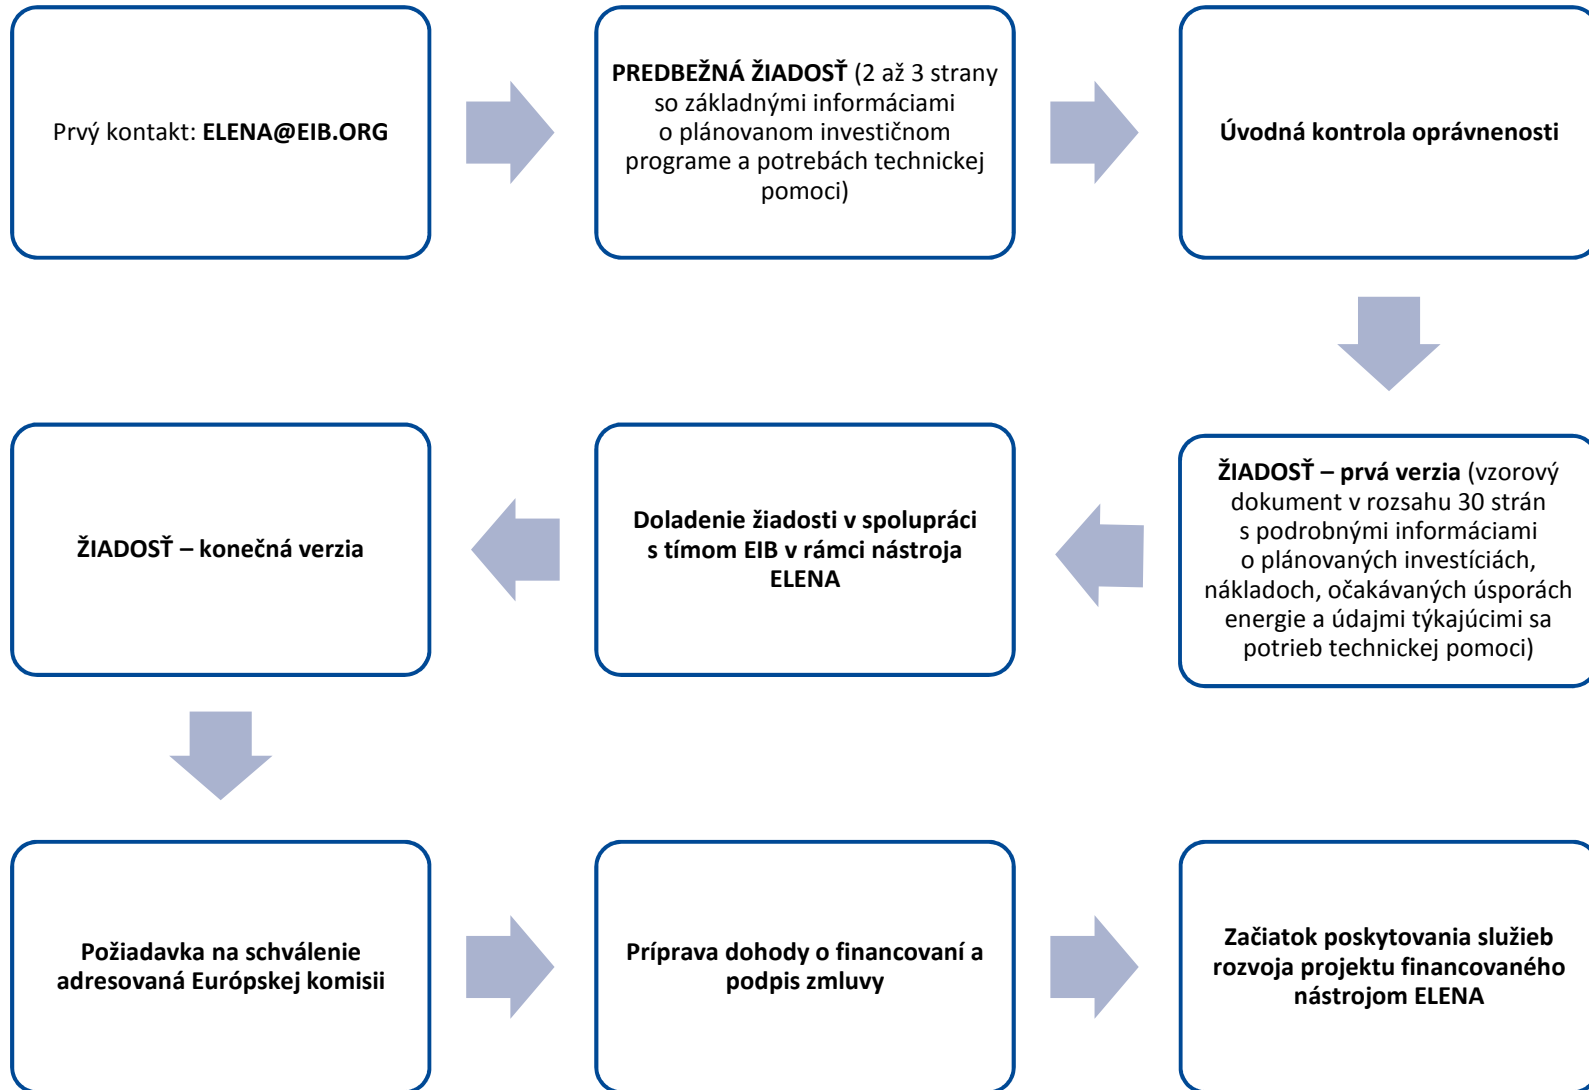 Prvý kontakt: ELENA@EIB.ORG
PREDBEŽNÁ ŽIADOSŤ (2 až 3 strany
so základnými informáciami
o plánovanom investičnom
programe a potrebách technickej
pomoci)
Úvodná kontrola oprávnenosti
ŽIADOSŤ – prvá verzia (vzorový
dokument v rozsahu 30 strán
s podrobnými informáciami
o plánovaných investíciách,
nákladoch, očakávaných úsporách
energie a údajmi týkajúcimi sa
potrieb technickej pomoci)
Doladenie žiadosti v spolupráci
s tímom EIB v rámci nástroja
ELENA
ŽIADOSŤ – konečná verzia
Požiadavka na schválenie
adresovaná Európskej komisii
Príprava dohody o financovaní a
podpis zmluvy
Začiatok poskytovania služieb
rozvoja projektu financovaného
nástrojom ELENA